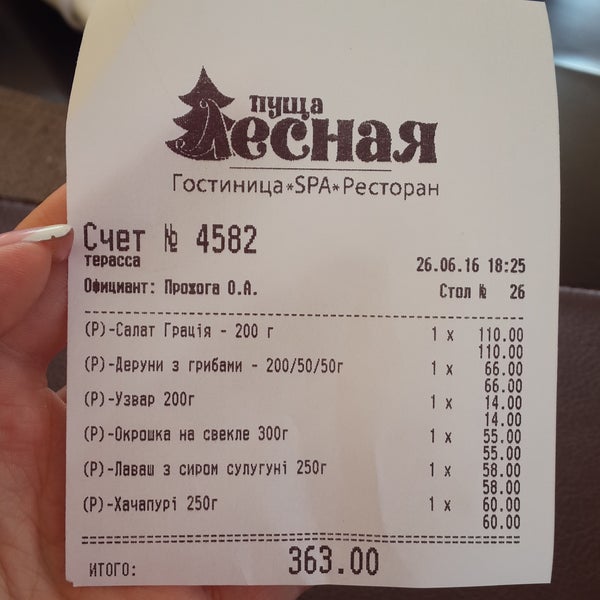 пуща
Лесная
Гостиница*SPA*Ресторан
Счет № 4582
терасса 26.06.16 18:25
Официант: Прохога О.А. Стол № 26
(Р)-Салат Грація - 200 г 1 x 110.00
110.00
(Р)-Деруни з грибами - 200/50/50г 1 x 66.00
66.00
(Р)-Узвар 200г 1 x 14.00
14.00
(Р)-Окрошка на свекле 300г 1 x 55.00
55.00
(Р)-Лаваш з сиром сулугуні 250г 1 x 58.00
58.00
(Р)-Хачапурі 250г 1 x 60.00
60.00
ИТОГО: 363.00